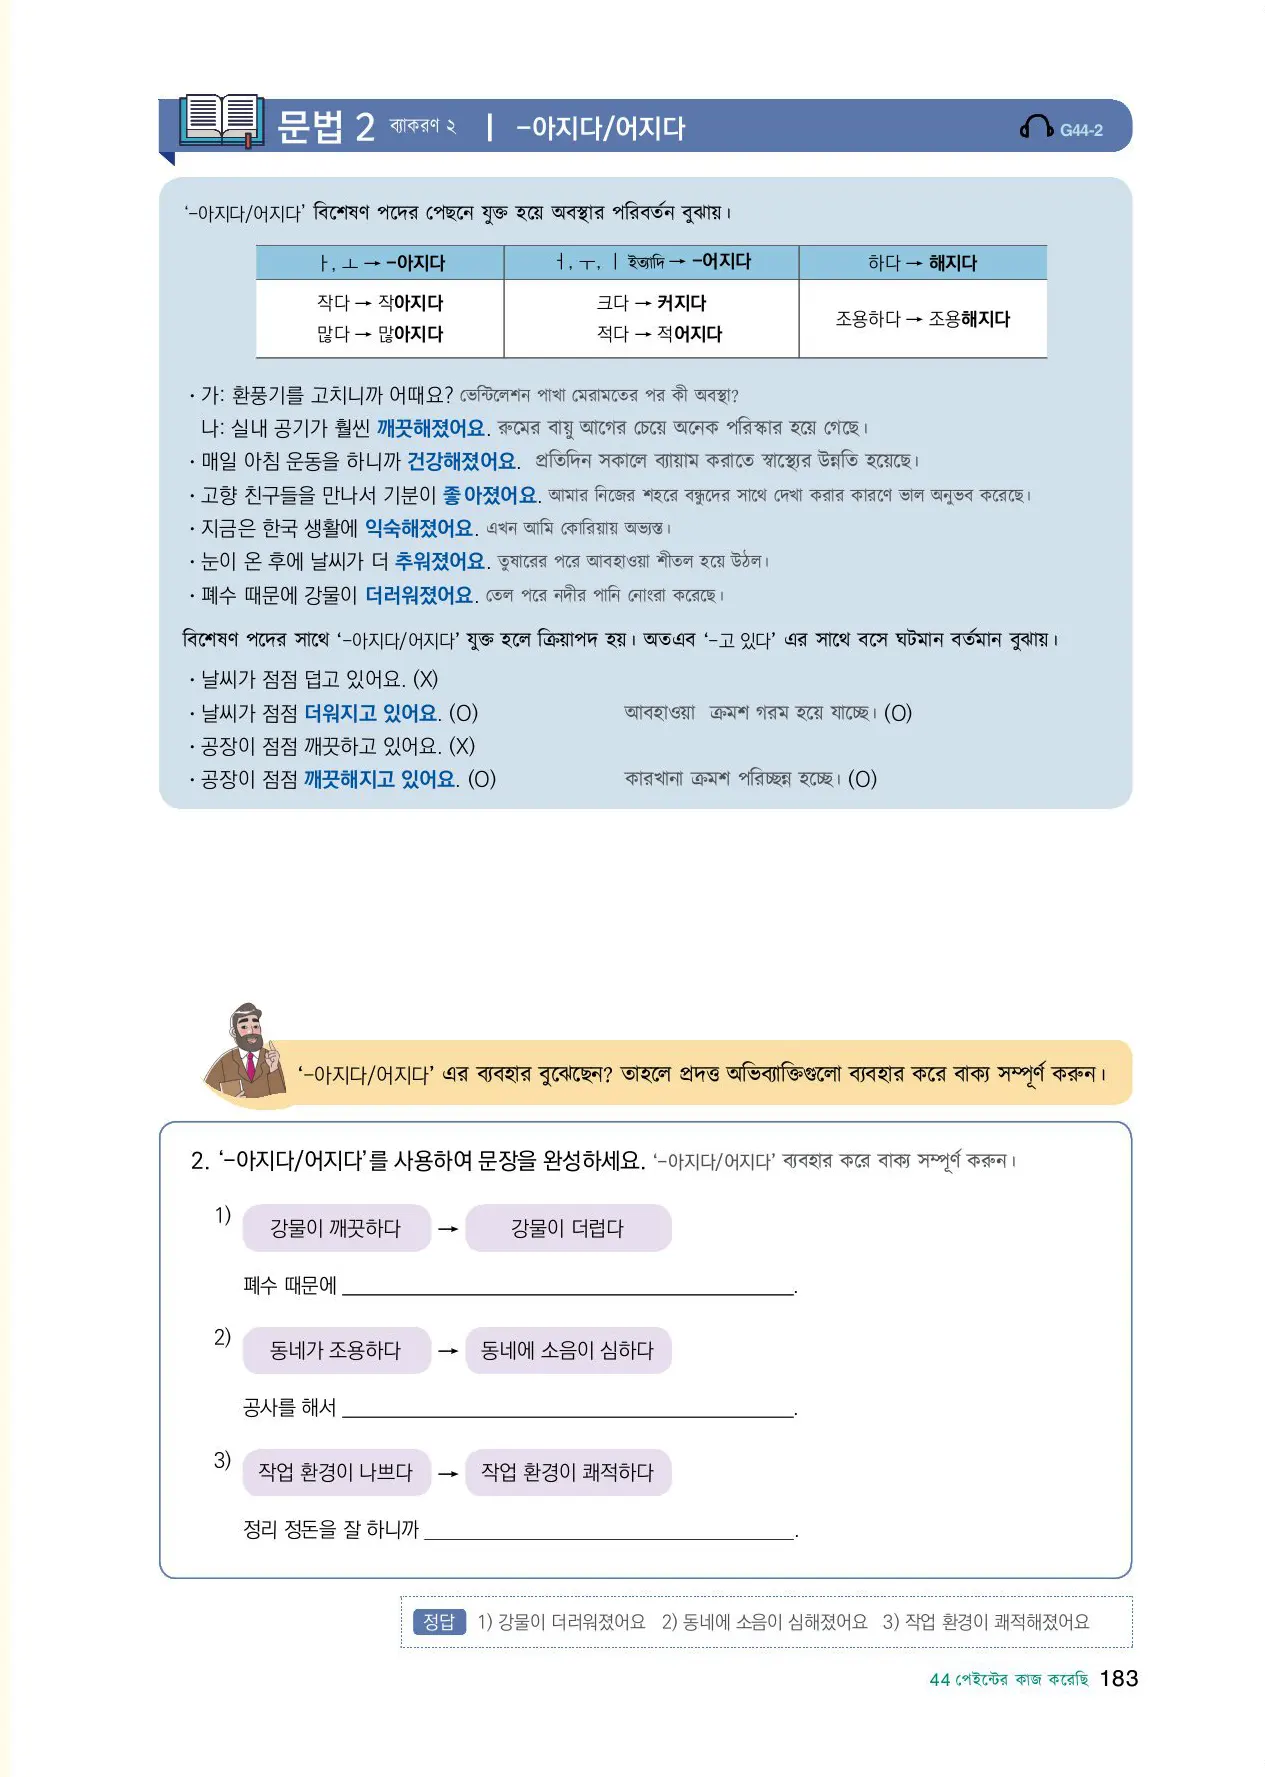 문법 2 ব্যাকরণ ২ | -아지다/어지다 G44-2
‘-아지다/어지다’ বিশেষণ পদের পেছনে যুক্ত হয়ে অবস্থার পরিবর্তন বুঝায়।
ㅏ, ㅗ → -아지다 ㅓ, ㅜ, ㅣ ইত্যাদি → -어지다 하다 → 해지다
작다 → 작아지다 크다 → 커지다 조용하다 → 조용해지다
많다 → 많아지다 적다 → 적어지다
· 가: 환풍기를 고치니까 어때요? ভেন্টিলেশন পাখা মেরামতের পর কী অবস্থা?
나: 실내 공기가 훨씬 깨끗해졌어요. রুমের বায়ু আগের চেয়ে অনেক পরিস্কার হয়ে গেছে।
· 매일 아침 운동을 하니까 건강해졌어요. প্রতিদিন সকালে ব্যায়াম করাতে স্বাস্থ্যের উন্নতি হয়েছে।
· 고향 친구들을 만나서 기분이 좋아졌어요. আমার নিজের শহরে বন্ধুদের সাথে দেখা করার কারণে ভাল অনুভব করেছে।
· 지금은 한국 생활에 익숙해졌어요. এখন আমি কোরিয়ায় অভ্যস্ত।
· 눈이 온 후에 날씨가 더 추워졌어요. তুষারের পরে আবহাওয়া শীতল হয়ে উঠল।
· 폐수 때문에 강물이 더러워졌어요. তেল পরে নদীর পানি নোংরা করেছে।
বিশেষণ পদের সাথে ‘-아지다/어지다’ যুক্ত হলে ক্রিয়াপদ হয়। অতএব ‘-고 있다’ এর সাথে বসে ঘটমান বর্তমান বুঝায়।
· 날씨가 점점 덥고 있어요. (X)
· 날씨가 점점 더워지고 있어요. (O) আবহাওয়া ক্রমশ গরম হয়ে যাচ্ছে। (O)
· 공장이 점점 깨끗하고 있어요. (X)
· 공장이 점점 깨끗해지고 있어요. (O) কারখানা ক্রমশ পরিচ্ছন্ন হচ্ছে। (O)
‘-아지다/어지다’ এর ব্যবহার বুঝেছেন? তাহলে প্রদত্ত অভিব্যাক্তিগুলো ব্যবহার করে বাক্য সম্পূর্ণ করুন।
2. ‘-아지다/어지다’를 사용하여 문장을 완성하세요. ‘-아지다/어지다’ ব্যবহার করে বাক্য সম্পূর্ণ করুন।
1) 강물이 깨끗하다 → 강물이 더럽다
폐수 때문에 ____________________.
2) 동네가 조용하다 → 동네에 소음이 심하다
공사를 해서 ____________________.
3) 작업 환경이 나쁘다 → 작업 환경이 쾌적하다
정리 정돈을 잘 하니까 ____________________.
정답 1) 강물이 더러워졌어요 2) 동네에 소음이 심해졌어요 3) 작업 환경이 쾌적해졌어요
44 পেইন্টের কাজ করেছি 183